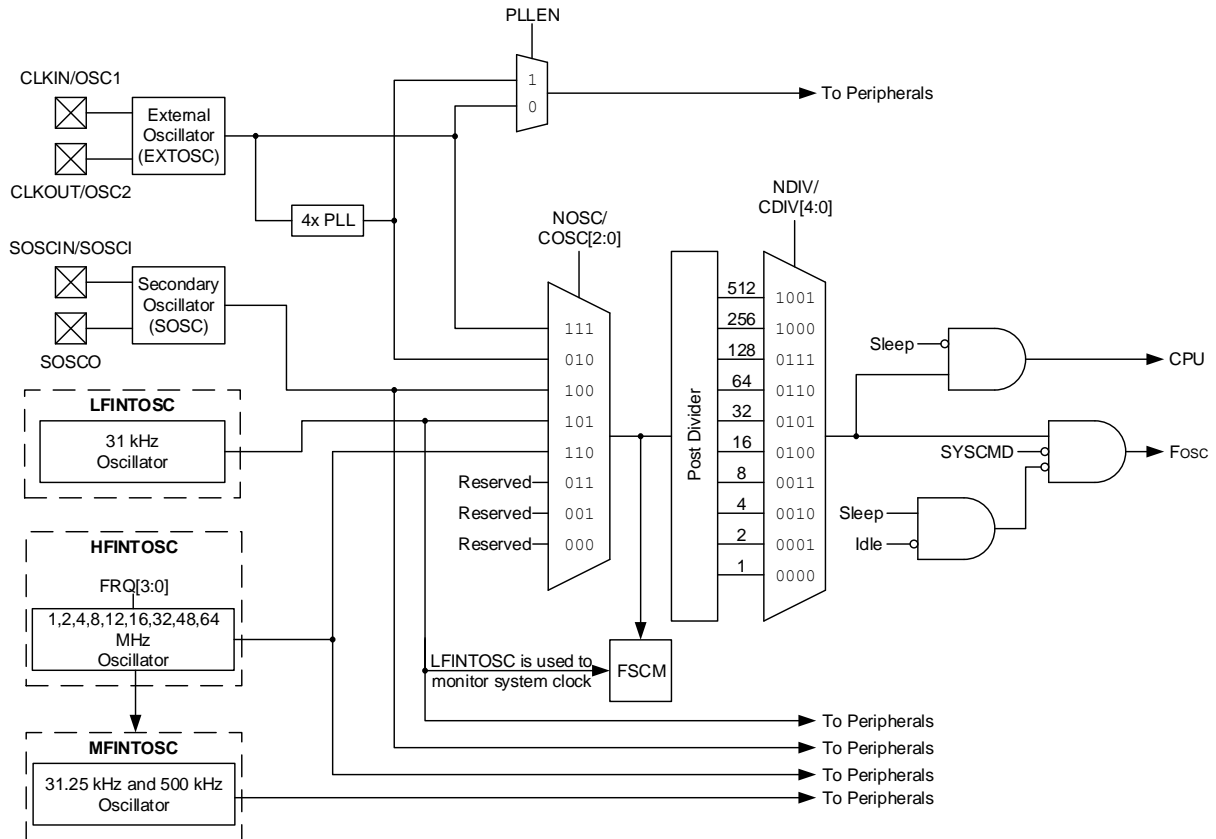 PLLEN
CLKIN/OSC1
1
0
To Peripherals
External
Oscillator
(EXTOSC)
CLKOUT/OSC2
4x PLL
NOSC/
COSC[2:0]
NDIV/
CDIV[4:0]
SOSCIN/SOSCI
Secondary
Oscillator
(SOSC)
SOSCO
111
010
100
101
110
Reserved 011
Reserved 001
Reserved 000
Post Divider
512 1001
256 1000
128 0111
64 0110
32 0101
16 0100
8 0011
4 0010
2 0001
1 0000
Sleep
CPU
SYSCMD
Fosc
Sleep
Idle
LFINTOSC
31 kHz
Oscillator
HFINTOSC
FRQ[3:0]
1,2,4,8,12,16,32,48,64
MHz
Oscillator
LFINTOSC is used to
monitor system clock
FSCM
MFINTOSC
31.25 kHz and 500 kHz
Oscillator
To Peripherals
To Peripherals
To Peripherals
To Peripherals